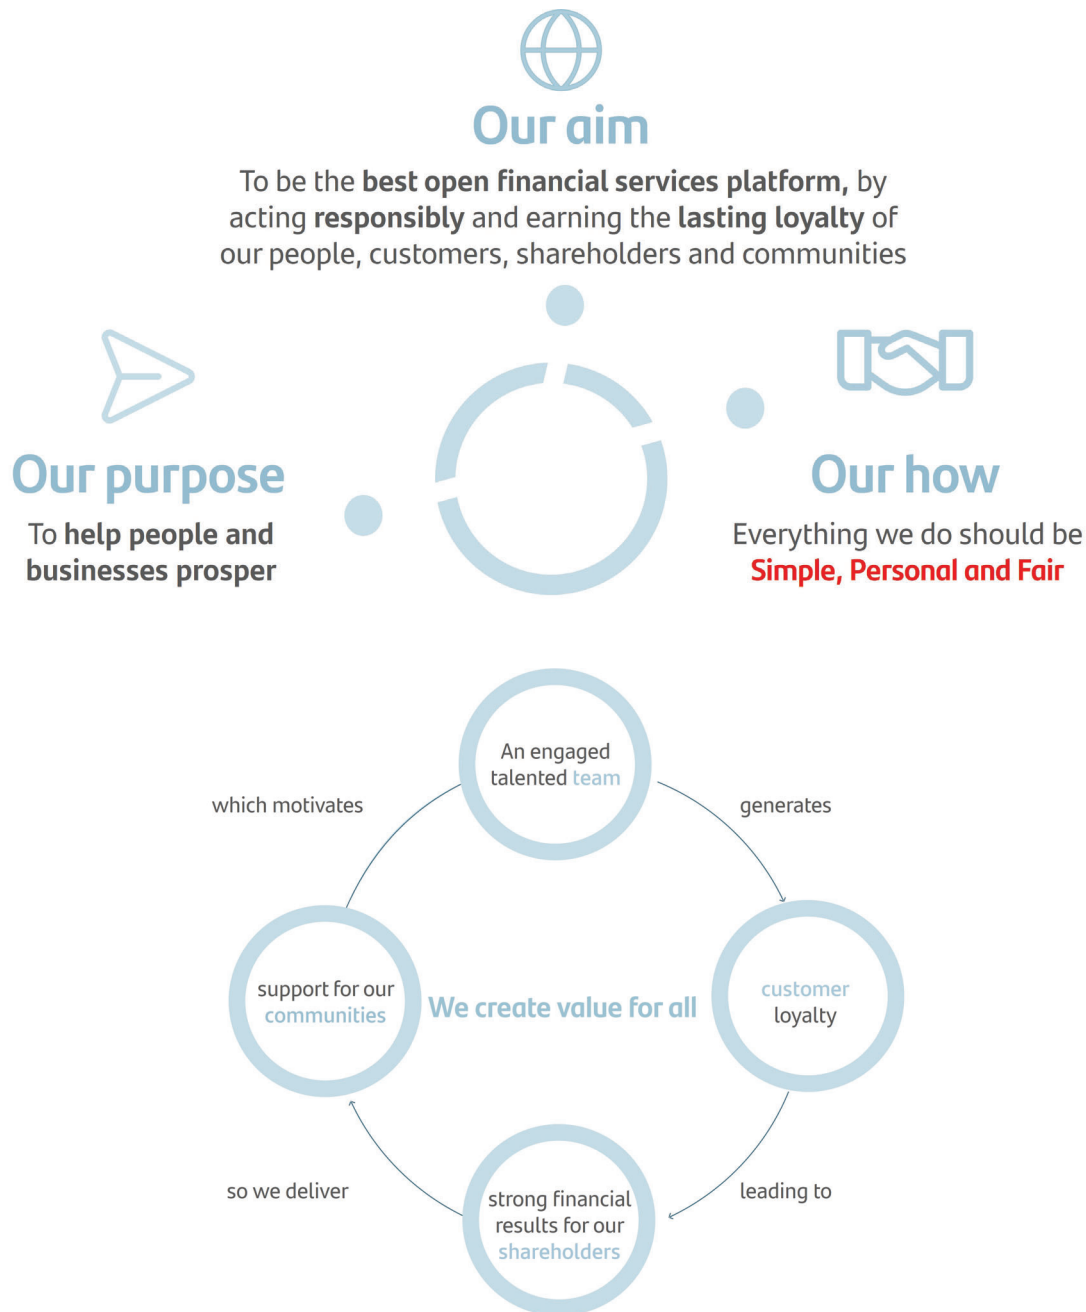 Our aim
To be the best open financial services platform, by
acting responsibly and earning the lasting loyalty of
our people, customers, shareholders and communities
Our purpose
To help people and
businesses prosper
Our how
Everything we do should be
Simple, Personal and Fair
An engaged
talented team
generates
customer
loyalty
leading to
strong financial
results for our
shareholders
so we deliver
support for our
communities
which motivates
We create value for all